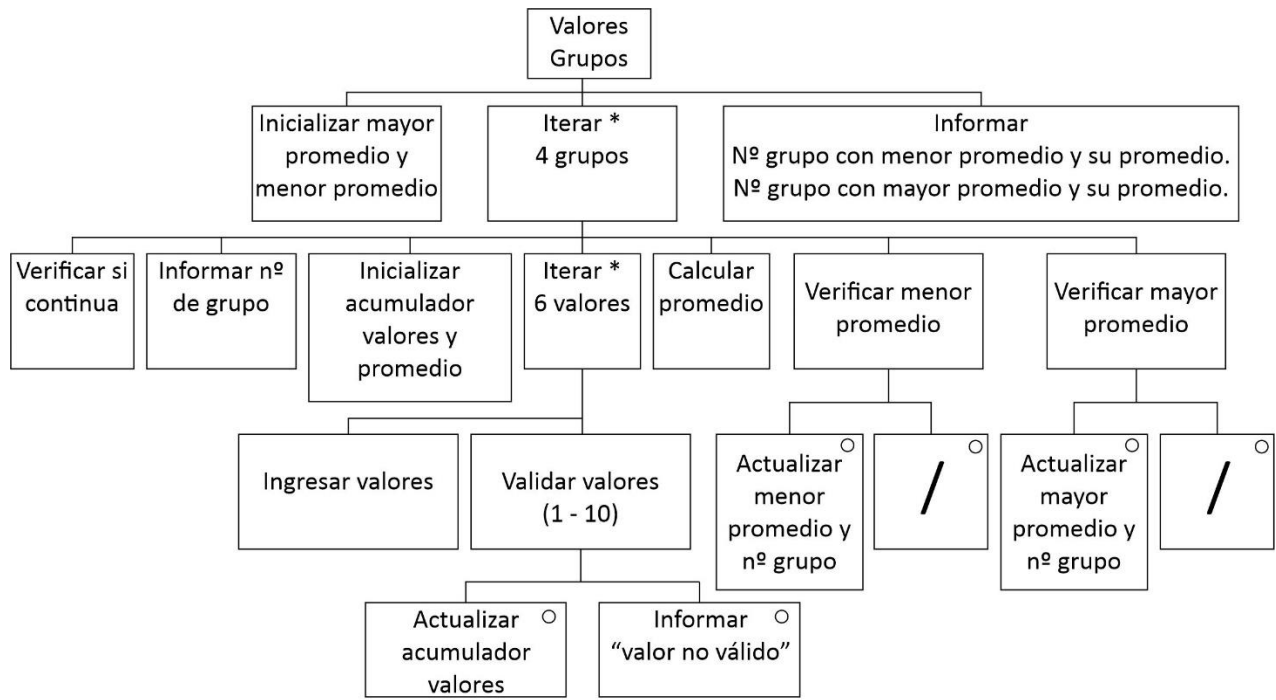 Valores
Grupos
Inicializar mayor
promedio y
menor promedio
Iterar *
4 grupos
Informar
Nº grupo con menor promedio y su promedio.
Nº grupo con mayor promedio y su promedio.
Verificar si
continua
Informar nº
de grupo
Inicializar
acumulador
valores y
promedio
Iterar *
6 valores
Calcular
promedio
Verificar menor
promedio
Verificar mayor
promedio
Ingresar valores
Validar valores
(1 - 10)
Actualizar
menor
promedio y
nº grupo
/
Actualizar
mayor
promedio y
nº grupo
/
Actualizar
acumulador
valores
Informar
“valor no válido”